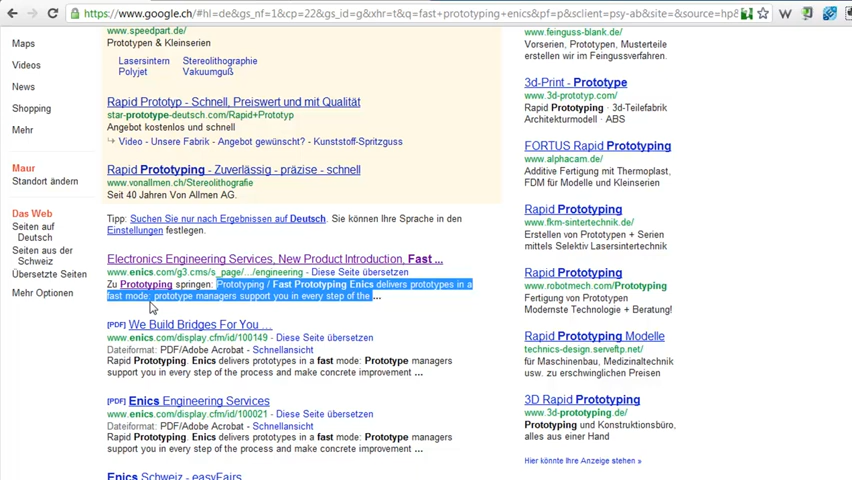 https://www.google.ch/#hl=de&gs_nf=1&cp=22&gs_id=g&xhr=t&q=fast+prototyping+enics&pf=p&sclient=psy-ab&site=&source=hp&
Maps
Videos
News
Shopping
Mehr
Maur
Standort ändern
Das Web
Seiten auf
Deutsch
Seiten aus der
Schweiz
Übersetzte Seiten
Mehr Optionen
www.speedpart.de/
Prototypen & Kleinserien
Lasersintern Stereolithographie
Polyjet Vakuumguß
Rapid Prototyp - Schnell, Preiswert und mit Qualität
star-prototype-deutsch.com/Rapid+Prototyp
Angebot kostenlos und schnell
Video - Unsere Fabrik - Angebot gewünscht? - Kunststoff-Spritzguss
Rapid Prototyping - Zuverlässig - präzise - schnell
www.vonallmen.ch/Stereolithografie
Seit 40 Jahren Von Allmen AG.
Tipp: Suchen Sie nur nach Ergebnissen auf Deutsch. Sie können Ihre Sprache in den
Einstellungen festlegen.
Electronics Engineering Services, New Product Introduction, Fast ...
www.enics.com/g3.cms/s_page/.../engineering - Diese Seite übersetzen
Zu Prototyping springen: Prototyping / Fast Prototyping Enics delivers prototypes in a
fast mode: prototype managers support you in every step of the ...
[PDF] We Build Bridges For You ...
www.enics.com/display.cfm/id/100149 - Diese Seite übersetzen
Dateiformat: PDF/Adobe Acrobat - Schnellansicht
Rapid Prototyping. Enics delivers prototypes in a fast mode: Prototype managers
support you in every step of the process and make concrete improvement ...
[PDF] Enics Engineering Services
www.enics.com/display.cfm/id/100021 - Diese Seite übersetzen
Dateiformat: PDF/Adobe Acrobat - Schnellansicht
Rapid Prototyping. Enics delivers prototypes in a fast mode: Prototype managers
support you in every step of the process and make concrete improvement ...
Enics Schweiz - easyFairs
www.feinguss-blank.de/
Vorserien, Prototypen, Musterteile
erstellen wir im Feingussverfahren.
3d-Print - Prototype
www.3d-prototyp.com/
Rapid Prototyping · 3d-Teilefabrik
Architekturmodell · ABS
FORTUS Rapid Prototyping
www.alphacam.de/
Additive Fertigung mit Thermoplast,
FDM für Modelle und Kleinserien
Rapid Prototyping
www.fkm-sintertechnik.de/
Erstellen von Prototypen + Serien
mittels Selektiv Lasersintertechnik
Rapid Prototyping
www.robotmech.com/Prototyping
Fertigung von Prototypen
Modernste Technologie + Beratung!
Rapid Prototyping Modelle
technics-design.serveftp.net/
für Maschinenbau, Medizinaltechnik
usw. zu erschwinglichen Preisen
3D Rapid Prototyping
www.3d-prototyping.de/
Prototyping und Konstruktionsbüro,
alles aus einer Hand
Hier könnte Ihre Anzeige stehen »